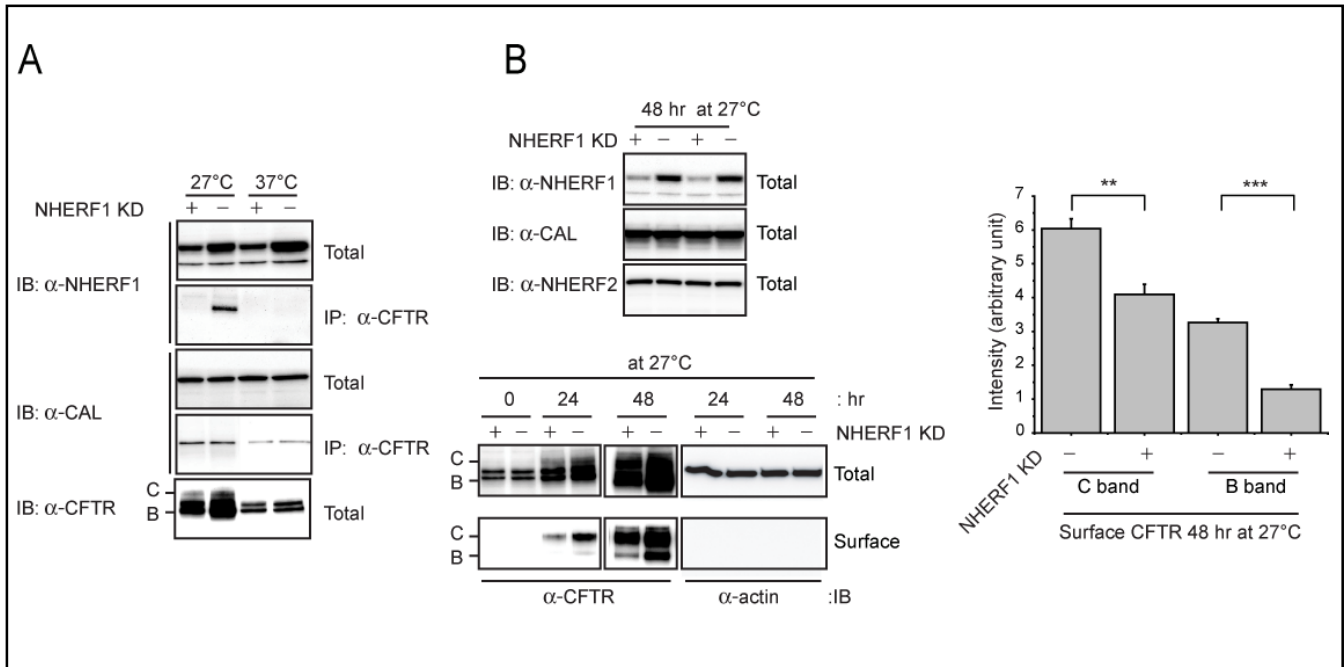 A
27°C 37°C
NHERF1 KD + − + −
IB: α-NHERF1
Total
IP: α-CFTR
IB: α-CAL
Total
IP: α-CFTR
IB: α-CFTR
C
B
Total
B
48 hr at 27°C
NHERF1 KD + − + −
IB: α-NHERF1 Total
IB: α-CAL Total
IB: α-NHERF2 Total
at 27°C
0 24 48 24 48 : hr
+ − + − + − + − + − NHERF1 KD
C
B
Total
C
B
Surface
α-CFTR α-actin :IB
Intensity (arbitrary unit)
7
6
5
4
3
2
1
0
** ***
NHERF1 KD − + − +
C band B band
Surface CFTR 48 hr at 27°C